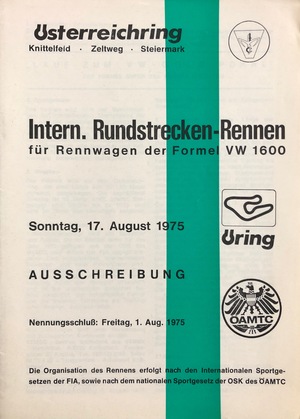 Österreichring
Knittelfeld · Zeltweg · Steiermark
Intern. Rundstrecken-Rennen
für Rennwagen der Formel VW 1600
Sonntag, 17. August 1975
Öring
AUSSCHREIBUNG
ÖAMTC
Nennungsschluß: Freitag, 1. Aug. 1975
Die Organisation des Rennens erfolgt nach den Internationalen Sportge-
setzen der FIA, sowie nach dem nationalen Sportgesetz der OSK des ÖAMTC